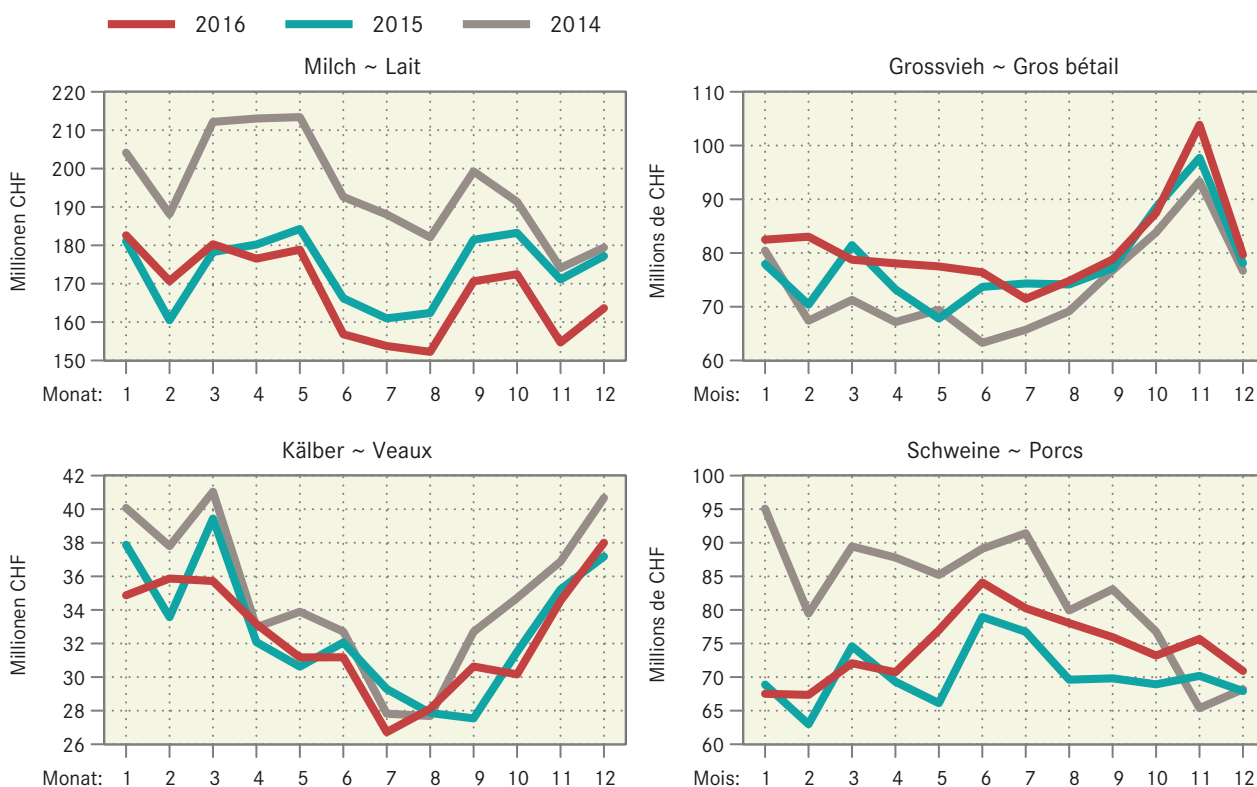 2016 2015 2014
Milch ~ Lait
Millionen CHF
220
210
200
190
180
170
160
150
Monat: 1 2 3 4 5 6 7 8 9 10 11 12
Grossvieh ~ Gros bétail
Millions de CHF
110
100
90
80
70
60
Mois: 1 2 3 4 5 6 7 8 9 10 11 12
Kälber ~ Veaux
Millionen CHF
42
40
38
36
34
32
30
28
26
Monat: 1 2 3 4 5 6 7 8 9 10 11 12
Schweine ~ Porcs
Millions de CHF
100
95
90
85
80
75
70
65
60
Mois: 1 2 3 4 5 6 7 8 9 10 11 12